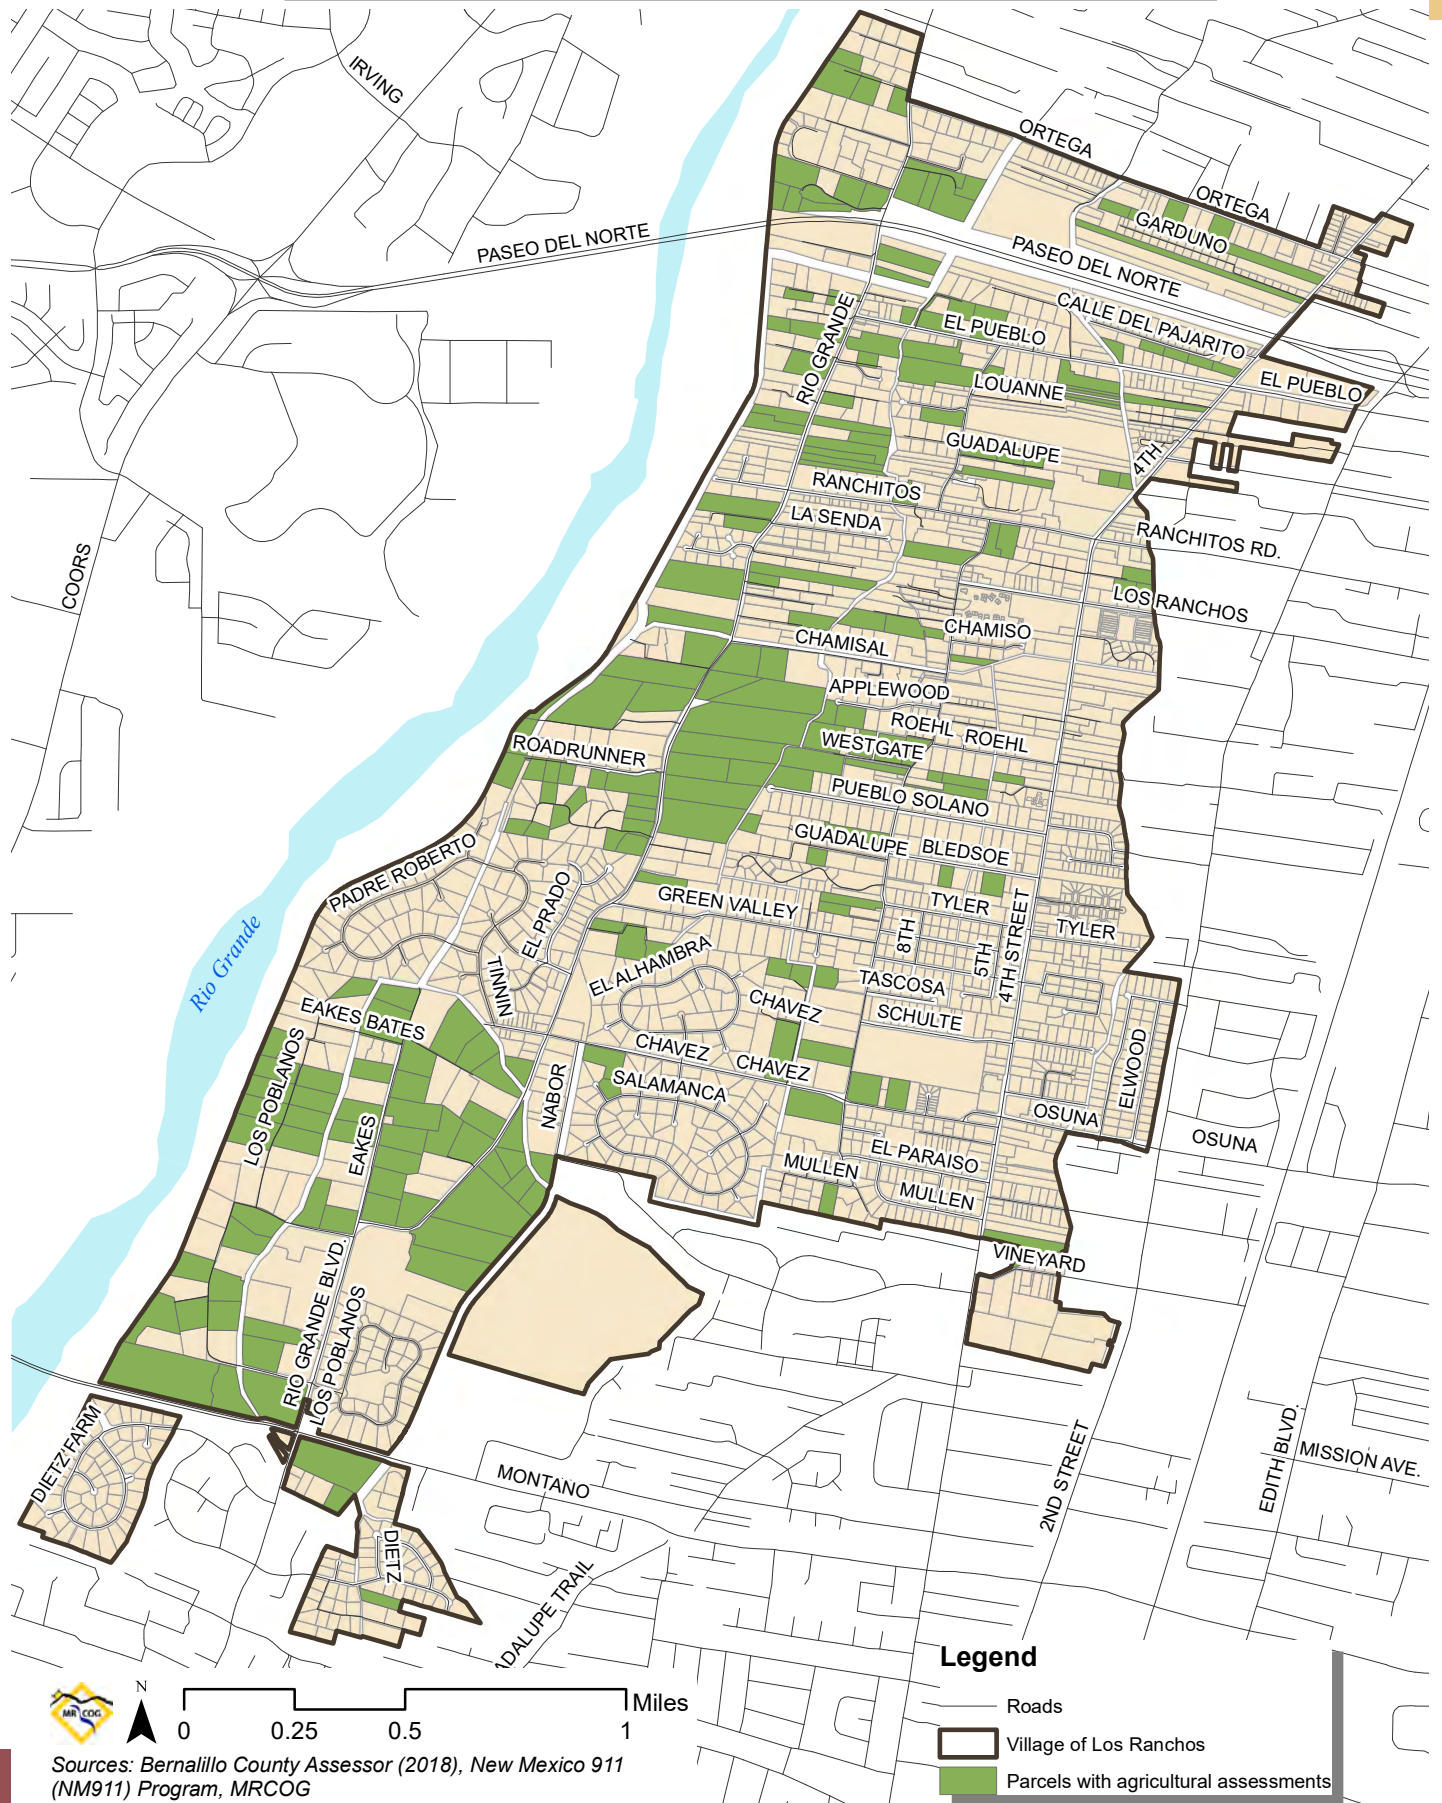 IRVING
ORTEGA
ORTEGA
GARDUNO
PASEO DEL NORTE
PASEO DEL NORTE
CALLE DEL PAJARITO
RIO GRANDE
EL PUEBLO
EL PUEBLO
LOUANNE
GUADALUPE
4TH
RANCHITOS
LA SENDA
RANCHITOS RD.
COORS
LOS RANCHOS
CHAMISO
CHAMISAL
APPLEWOOD
ROEHL
ROEHL
WESTGATE
ROADRUNNER
PUEBLO SOLANO
GUADALUPE
BLEDSOE
PADRE ROBERTO
EL PRADO
GREEN VALLEY
TYLER
TYLER
8TH
5TH
4TH STREET
Rio Grande
TINNIN
EL ALHAMBRA
TASCOSA
CHAVEZ
SCHULTE
EAKES
BATES
LOS POBLANOS
CHAVEZ
CHAVEZ
NABOR
SALAMANCA
ELWOOD
OSUNA
OSUNA
EAKES
EL PARAISO
MULLEN
MULLEN
VINEYARD
RIO GRANDE BLVD.
LOS POBLANOS
DIETZ FARM
MONTANO
2ND STREET
EDITH BLVD.
MISSION AVE.
DIETZ
ADALUPE TRAIL
Legend
Roads
Village of Los Ranchos
Parcels with agricultural assessments
MR COG
N
Miles
0 0.25 0.5 1
Sources: Bernalillo County Assessor (2018), New Mexico 911
(NM911) Program, MRCOG